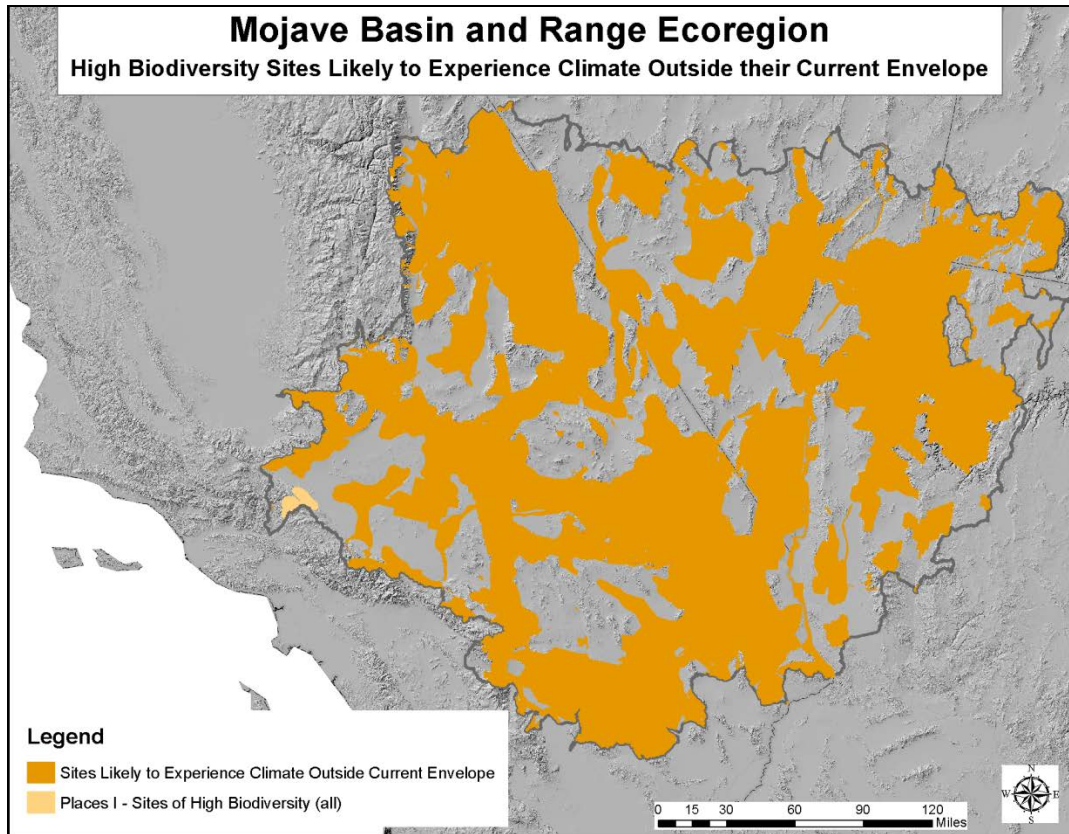 Mojave Basin and Range Ecoregion
High Biodiversity Sites Likely to Experience Climate Outside their Current Envelope
Legend
Sites Likely to Experience Climate Outside Current Envelope
Places I - Sites of High Biodiversity (all)
0 15 30 60 90 120
Miles
N
W E
S